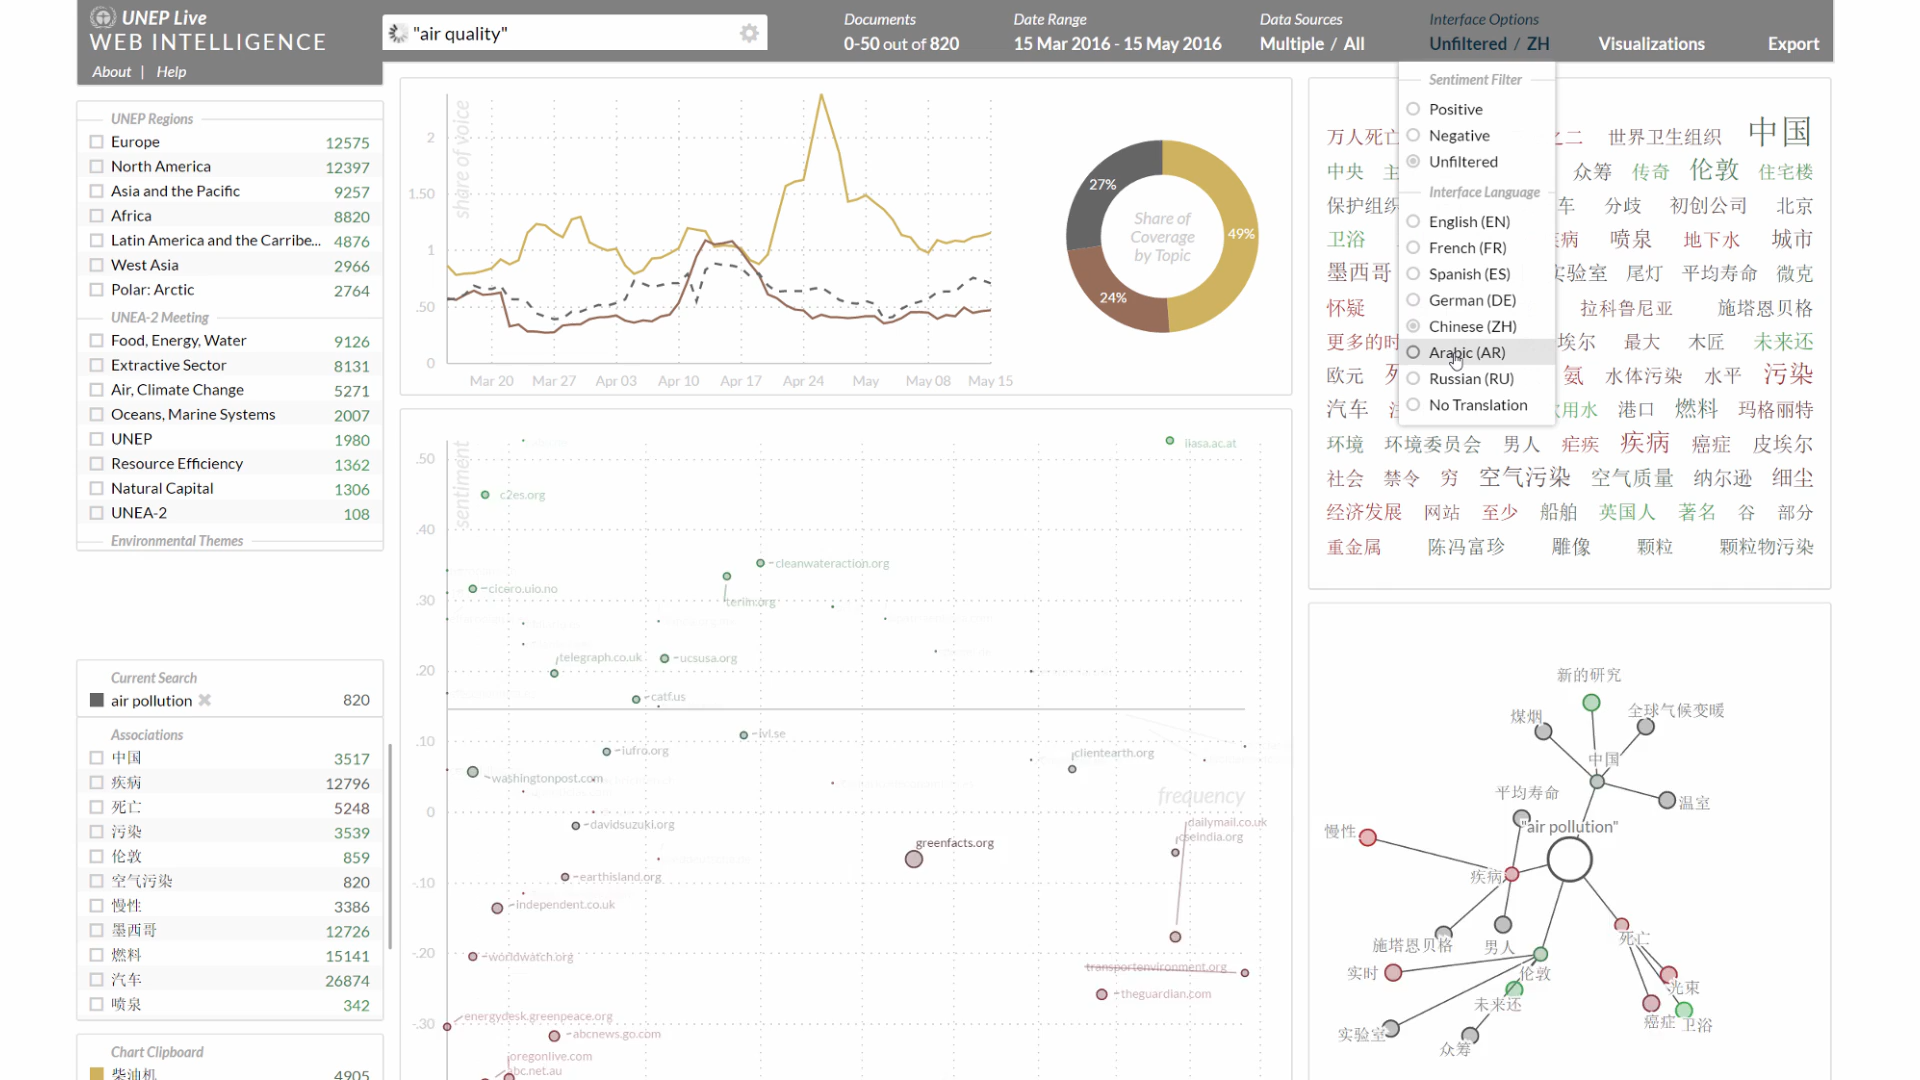 UNEP Live
WEB INTELLIGENCE
About | Help
"air quality"
Documents
0-50 out of 820
Date Range
15 Mar 2016 - 15 May 2016
Data Sources
Multiple / All
Interface Options
Unfiltered / ZH
Visualizations
Export
UNEP Regions
Europe 12575
North America 12397
Asia and the Pacific 9257
Africa 8820
Latin America and the Carribe... 4876
West Asia 2966
Polar: Arctic 2764
UNEA-2 Meeting
Food, Energy, Water 9126
Extractive Sector 8131
Air, Climate Change 5271
Oceans, Marine Systems 2007
UNEP 1980
Resource Efficiency 1362
Natural Capital 1306
UNEA-2 108
Environmental Themes
Current Search
air pollution 820
Associations
中国 3517
疾病 12796
死亡 5248
污染 3539
伦敦 859
空气污染 820
慢性 3386
墨西哥 12726
燃料 15141
汽车 26874
喷泉 342
Chart Clipboard
柴油机 4905
share of voice
2
1.50
1
.50
0
Mar 20 Mar 27 Apr 03 Apr 10 Apr 17 Apr 24 May May 08 May 15
27%
49%
24%
Share of
Coverage
by Topic
sentiment
frequency
.50
.40
.30
.20
.10
0
-.10
-.20
-.30
iiasa.ac.at
c2es.org
cleanwateraction.org
cicero.uio.no
teriin.org
telegraph.co.uk
ucsusa.org
catf.us
ivl.se
iufro.org
clientearth.org
washingtonpost.com
dailymail.co.uk
davidsuzuki.org
cseindia.org
greenfacts.org
earthisland.org
independent.co.uk
worldwatch.org
transportenvironment.org
theguardian.com
energydesk.greenpeace.org
abcnews.go.com
oregonlive.com
abc.net.au
Sentiment Filter
Positive
Negative
Unfiltered
Interface Language
English (EN)
French (FR)
Spanish (ES)
German (DE)
Chinese (ZH)
Arabic (AR)
Russian (RU)
No Translation
万人死亡 之二 世界卫生组织 中国
中央 主 众筹 传奇 伦敦 住宅楼
保护组织 车 分歧 初创公司 北京
卫浴 疾病 喷泉 地下水 城市
墨西哥 实验室 尾灯 平均寿命 微克
怀疑 拉科鲁尼亚 施塔恩贝格
更多的时 埃尔 最大 木匠 未来还
欧元 氨 水体污染 水平 污染
汽车 饮用水 港口 燃料 玛格丽特
环境 环境委员会 男人 疟疾 疾病 癌症 皮埃尔
社会 禁令 穷 空气污染 空气质量 纳尔逊 细尘
经济发展 网站 至少 船舶 英国人 著名 谷 部分
重金属 陈冯富珍 雕像 颗粒 颗粒物污染
新的研究
煤烟
全球气候变暖
中国
平均寿命
温室
慢性
"air pollution"
疾病
施塔恩贝格
男人
死亡
实时
伦敦
光束
未来还
癌症
卫浴
实验室
众筹